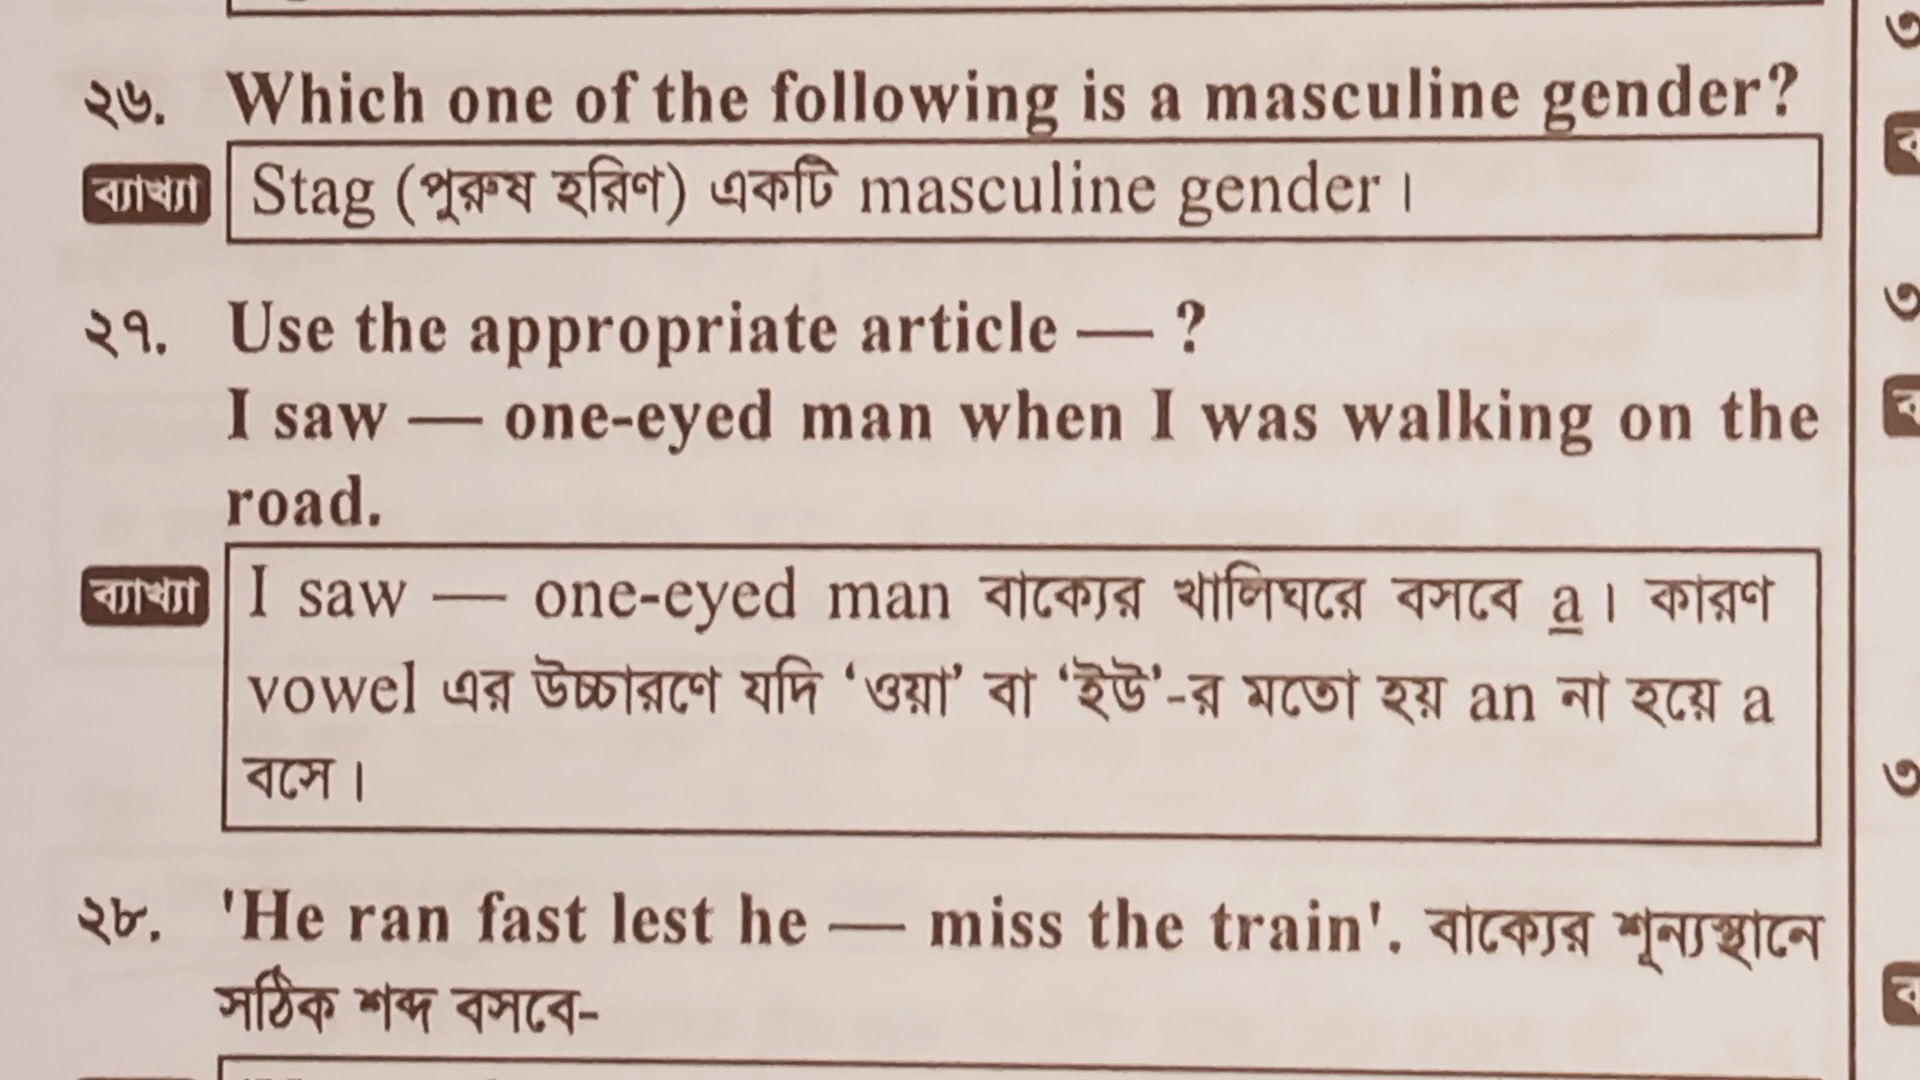 ২৬. Which one of the following is a masculine gender?
ব্যাখ্যা Stag (পুরুষ হরিণ) একটি masculine gender।
২৭. Use the appropriate article — ?
I saw — one-eyed man when I was walking on the
road.
ব্যাখ্যা I saw — one-eyed man বাক্যের খালিঘরে বসবে a। কারণ
vowel এর উচ্চারণে যদি ‘ওয়া’ বা ‘ইউ’-র মতো হয় an না হয়ে a
বসে।
২৮. 'He ran fast lest he — miss the train'. বাক্যের শূন্যস্থানে
সঠিক শব্দ বসবে-